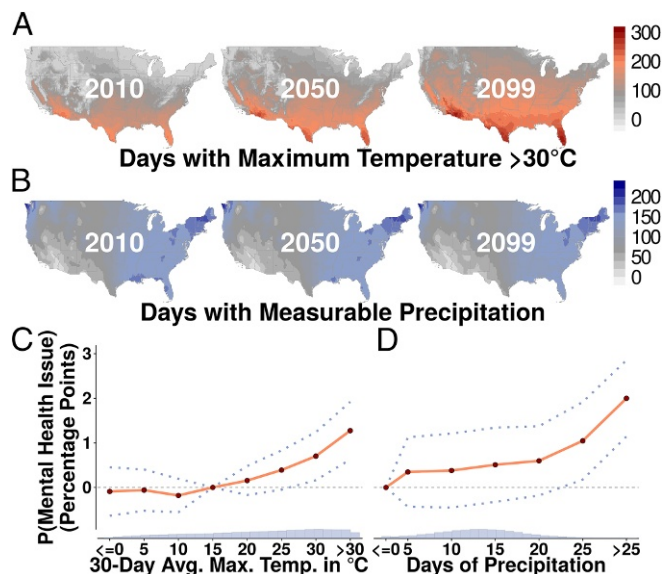 A
2010
2050
2099
300
200
100
0
Days with Maximum Temperature >30°C
B
2010
2050
2099
200
150
100
50
0
Days with Measurable Precipitation
C
P(Mental Health Issue)
(Percentage Points)
3
2
1
0
<=0 5 10 15 20 25 30 >30
30-Day Avg. Max. Temp. in °C
D
<=0 5 10 15 20 25 >25
Days of Precipitation